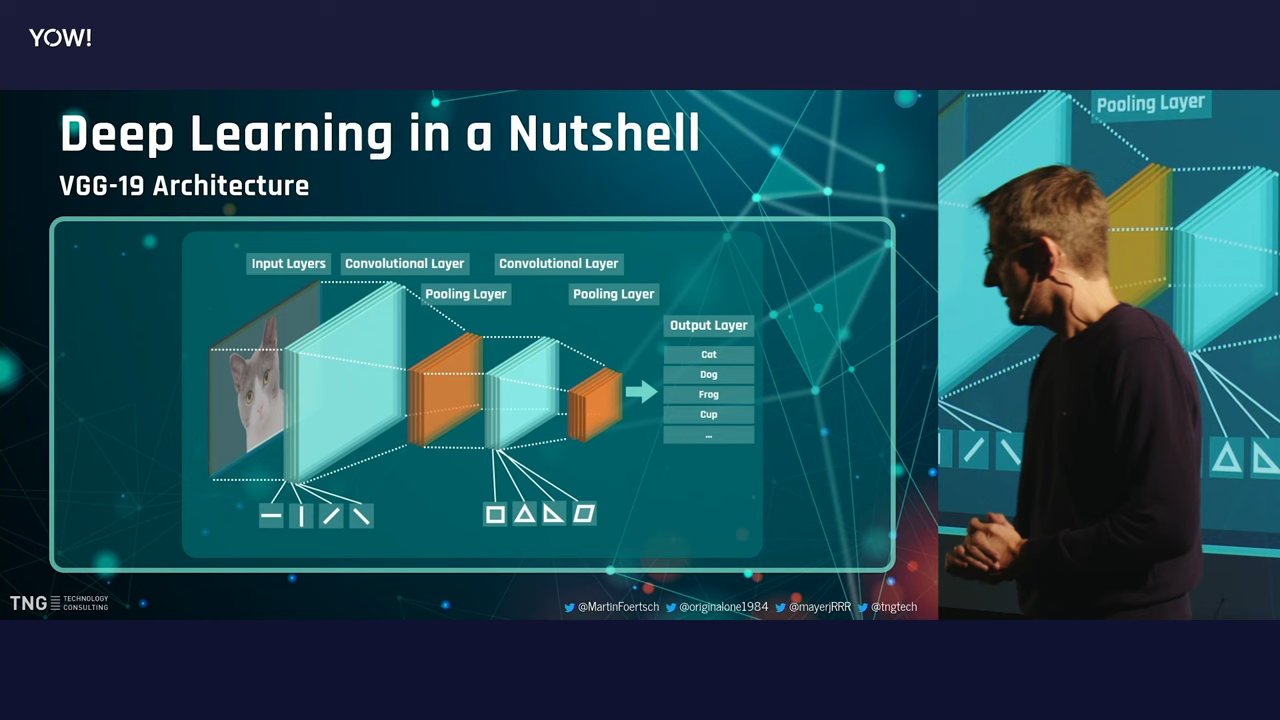 YOW!
Deep Learning in a Nutshell
VGG-19 Architecture
Input Layers
Convolutional Layer
Convolutional Layer
Pooling Layer
Pooling Layer
Output Layer
Cat
Dog
Frog
Cup
...
TNG TECHNOLOGY
CONSULTING
@MartinFoertsch @originalone1984 @mayerjRRR @tngtech
Pooling Layer